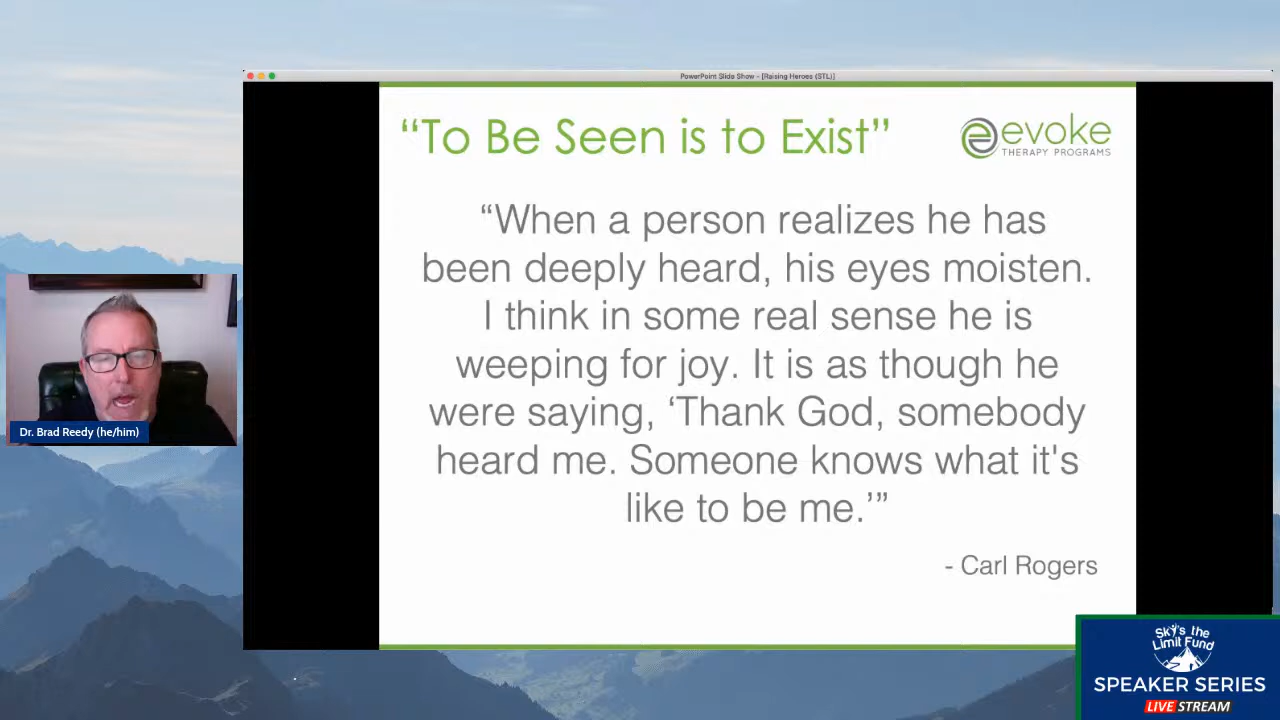 PowerPoint Slide Show - [Raising Heroes (STL)]
“To Be Seen is to Exist”
evoke
THERAPY PROGRAMS
“When a person realizes he has
been deeply heard, his eyes moisten.
I think in some real sense he is
weeping for joy. It is as though he
were saying, ‘Thank God, somebody
heard me. Someone knows what it's
like to be me.’”
- Carl Rogers
Dr. Brad Reedy (he/him)
Sky's the
Limit Fund
SPEAKER SERIES
LIVE STREAM